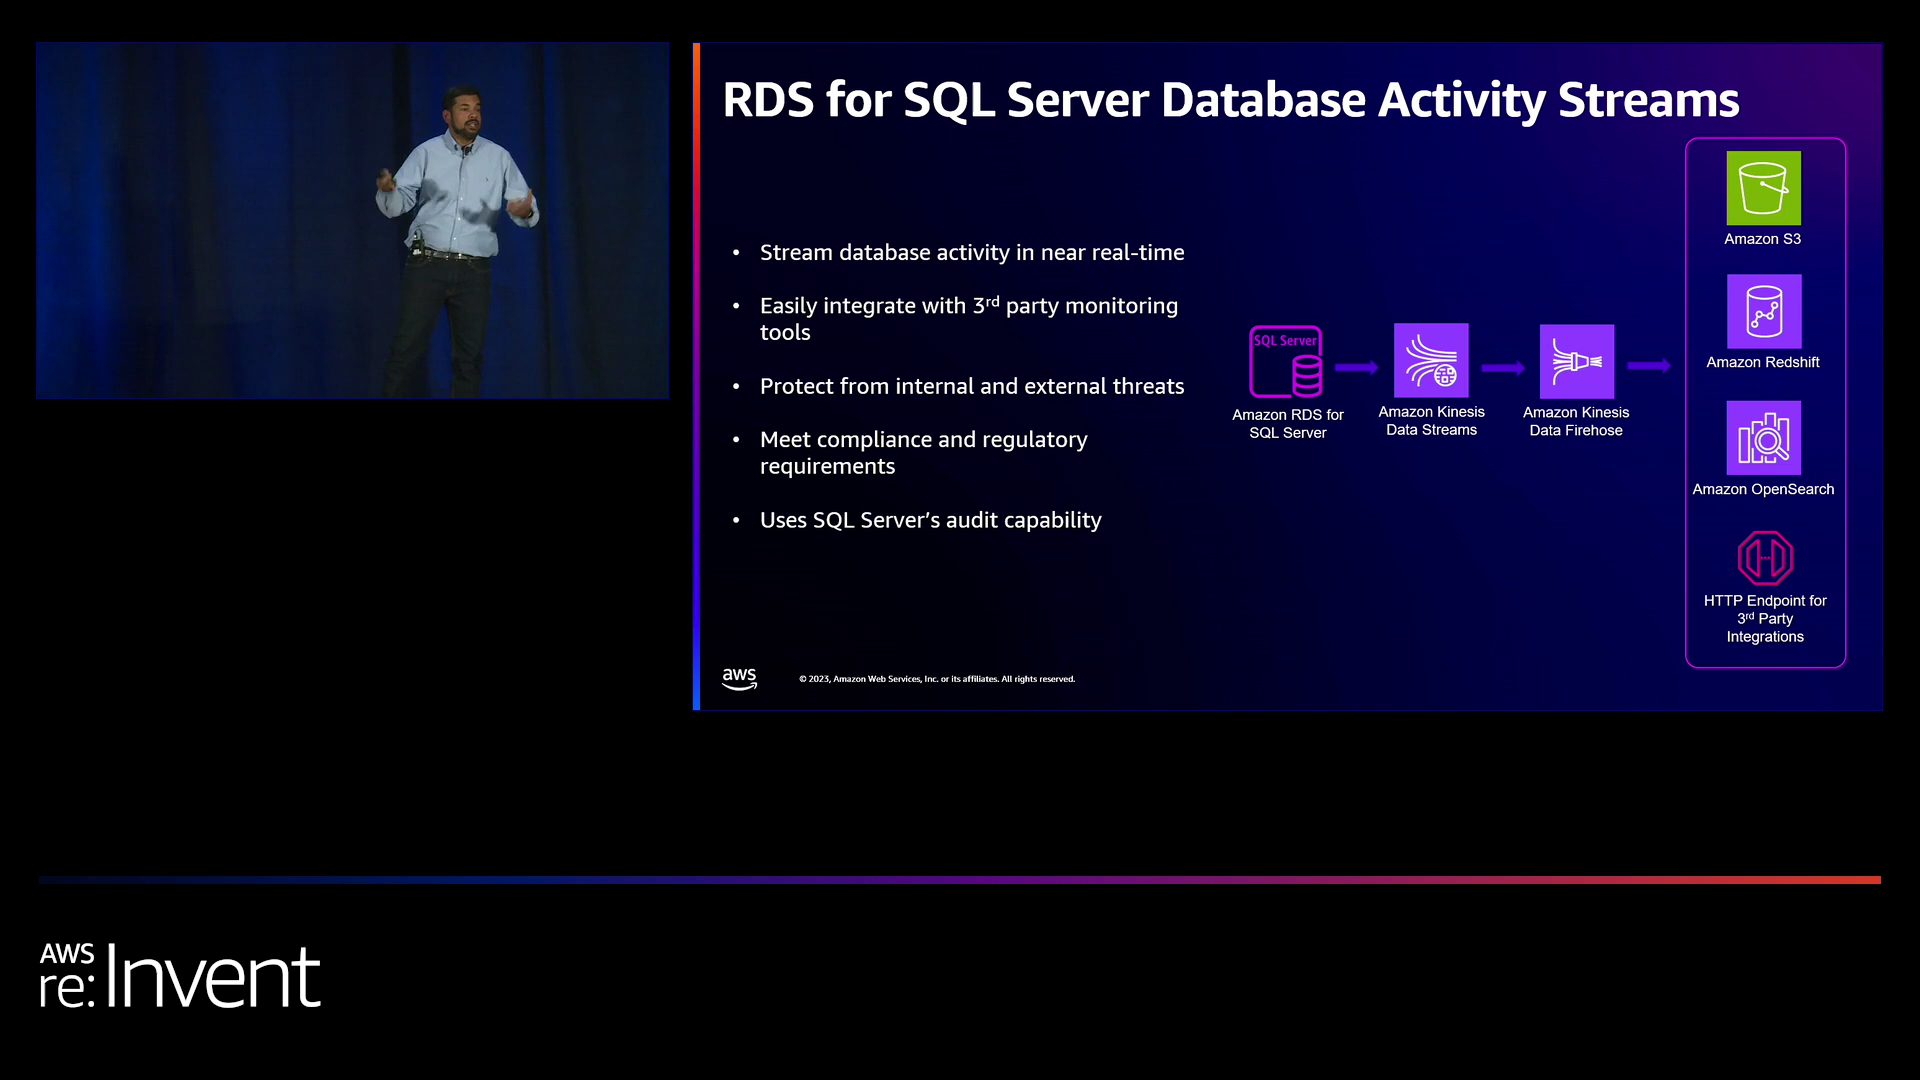 RDS for SQL Server Database Activity Streams
• Stream database activity in near real-time
• Easily integrate with 3rd party monitoring
tools
• Protect from internal and external threats
• Meet compliance and regulatory
requirements
• Uses SQL Server’s audit capability
SQL Server
Amazon RDS for
SQL Server
Amazon Kinesis
Data Streams
Amazon Kinesis
Data Firehose
Amazon S3
Amazon Redshift
Amazon OpenSearch
HTTP Endpoint for
3rd Party
Integrations
aws
© 2023, Amazon Web Services, Inc. or its affiliates. All rights reserved.
AWS
re:Invent